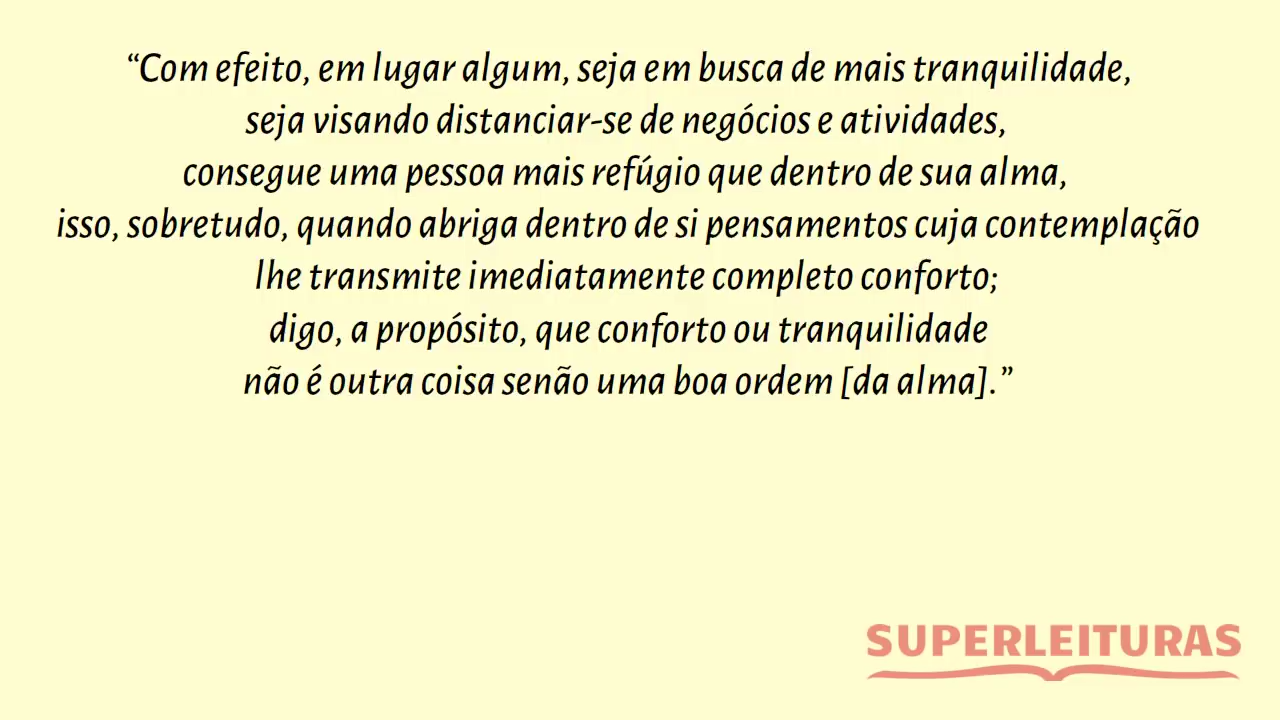 “Com efeito, em lugar algum, seja em busca de mais tranquilidade,
seja visando distanciar-se de negócios e atividades,
consegue uma pessoa mais refúgio que dentro de sua alma,
isso, sobretudo, quando abriga dentro de si pensamentos cuja contemplação
lhe transmite imediatamente completo conforto;
digo, a propósito, que conforto ou tranquilidade
não é outra coisa senão uma boa ordem [da alma].”
SUPERLEITURAS